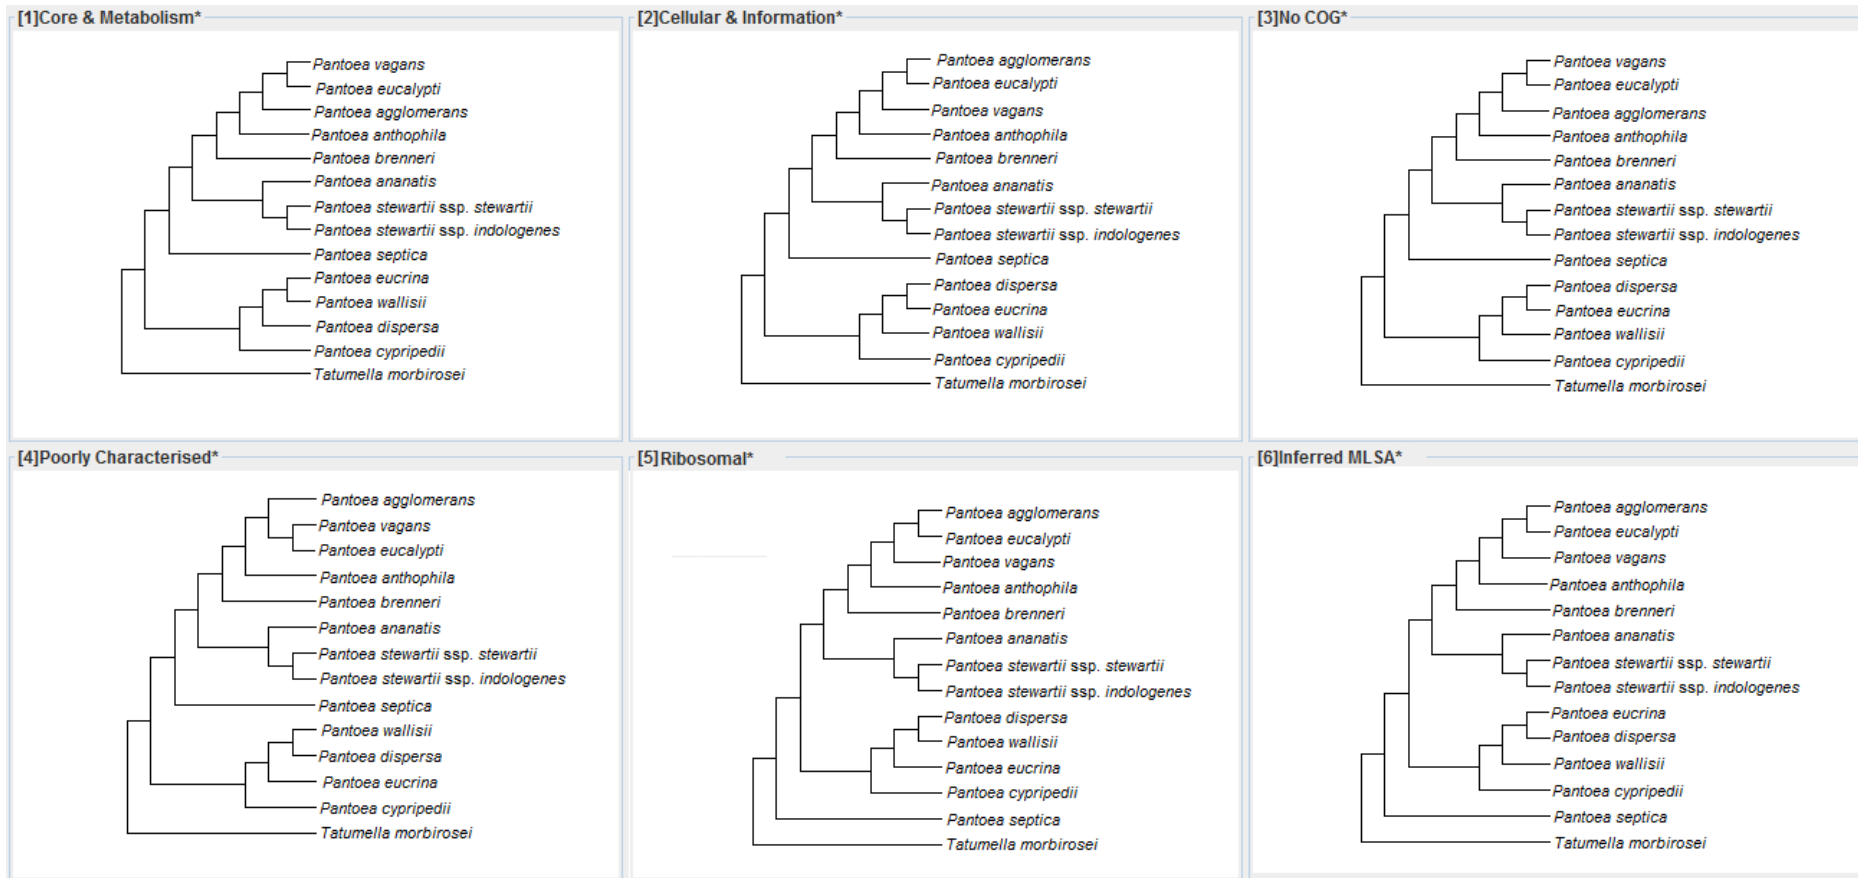 [1]Core & Metabolism*
Pantoea vagans
Pantoea eucalypti
Pantoea agglomerans
Pantoea anthophila
Pantoea brenneri
Pantoea ananatis
Pantoea stewartii ssp. stewartii
Pantoea stewartii ssp. indologenes
Pantoea septica
Pantoea eucrina
Pantoea wallisii
Pantoea dispersa
Pantoea cypripedii
Tatumella morbirosei
[2]Cellular & Information*
Pantoea agglomerans
Pantoea eucalypti
Pantoea vagans
Pantoea anthophila
Pantoea brenneri
Pantoea ananatis
Pantoea stewartii ssp. stewartii
Pantoea stewartii ssp. indologenes
Pantoea septica
Pantoea dispersa
Pantoea eucrina
Pantoea wallisii
Pantoea cypripedii
Tatumella morbirosei
[3]No COG*
Pantoea vagans
Pantoea eucalypti
Pantoea agglomerans
Pantoea anthophila
Pantoea brenneri
Pantoea ananatis
Pantoea stewartii ssp. stewartii
Pantoea stewartii ssp. indologenes
Pantoea septica
Pantoea dispersa
Pantoea eucrina
Pantoea wallisii
Pantoea cypripedii
Tatumella morbirosei
[4]Poorly Characterised*
Pantoea agglomerans
Pantoea vagans
Pantoea eucalypti
Pantoea anthophila
Pantoea brenneri
Pantoea ananatis
Pantoea stewartii ssp. stewartii
Pantoea stewartii ssp. indologenes
Pantoea septica
Pantoea wallisii
Pantoea dispersa
Pantoea eucrina
Pantoea cypripedii
Tatumella morbirosei
[5]Ribosomal*
Pantoea agglomerans
Pantoea eucalypti
Pantoea vagans
Pantoea anthophila
Pantoea brenneri
Pantoea ananatis
Pantoea stewartii ssp. stewartii
Pantoea stewartii ssp. indologenes
Pantoea dispersa
Pantoea wallisii
Pantoea eucrina
Pantoea cypripedii
Pantoea septica
Tatumella morbirosei
[6]Inferred MLSA*
Pantoea agglomerans
Pantoea eucalypti
Pantoea vagans
Pantoea anthophila
Pantoea brenneri
Pantoea ananatis
Pantoea stewartii ssp. stewartii
Pantoea stewartii ssp. indologenes
Pantoea eucrina
Pantoea dispersa
Pantoea wallisii
Pantoea cypripedii
Pantoea septica
Tatumella morbirosei